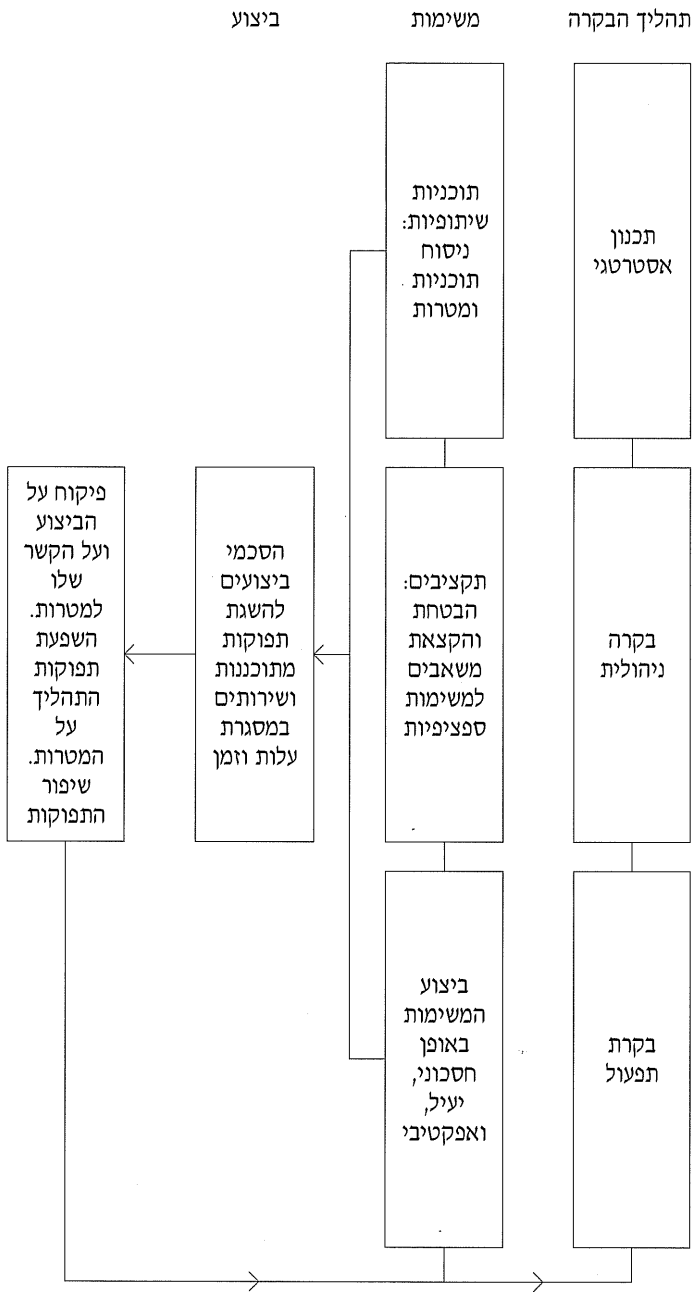 תהליך הבקרה
משימות
ביצוע
תכנון
אסטרטגי
תוכניות
שיתופיות:
ניסוח
תוכניות
ומטרות
בקרה
ניהולית
תקציבים:
הבטחת
והקצאת
משאבים
למשימות
ספציפיות
הסכמי
ביצועים
להשגת
תפוקות
מתוכננות
ושירותים
במסגרת
עלות וזמן
פיקוח על
הביצוע
ועל הקשר
שלו
למטרות.
השפעת
תפוקות
התהליך
על
המטרות.
שיפור
התפוקות
בקרת
תפעול
ביצוע
המשימות
באופן
חסכוני,
יעיל,
ואפקטיבי